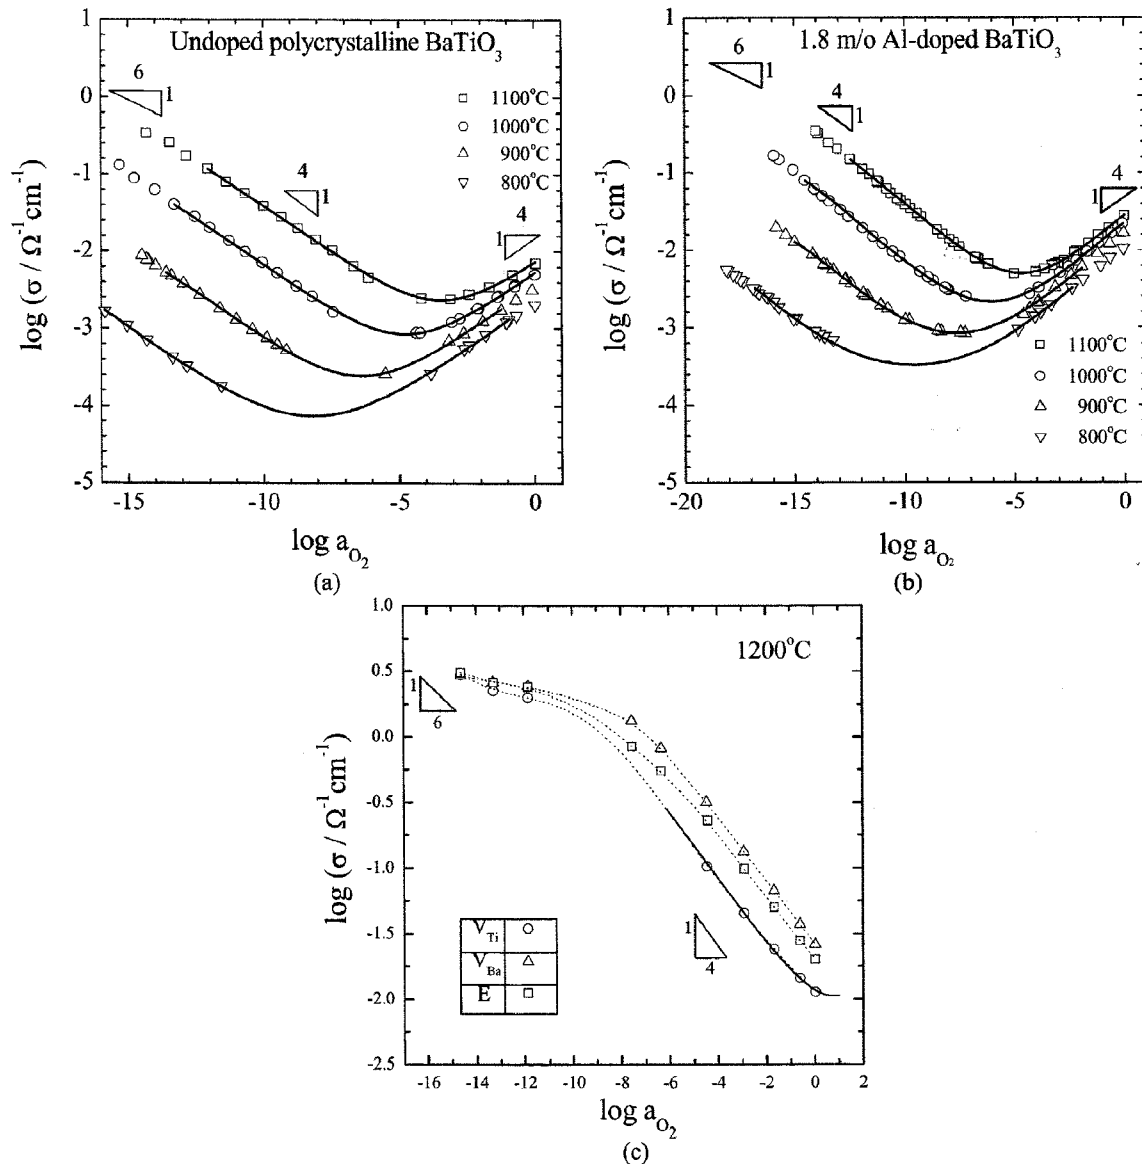 Undoped polycrystalline BaTiO3
6
1
4
1
4
1
1100°C
1000°C
900°C
800°C
1
0
-1
-2
-3
-4
-5
log (σ / Ω⁻¹cm⁻¹)
-15 -10 -5 0
log aO2
(a)
1.8 m/o Al-doped BaTiO3
6
1
4
1
4
1
1100°C
1000°C
900°C
800°C
1
0
-1
-2
-3
-4
-5
log (σ / Ω⁻¹cm⁻¹)
-20 -15 -10 -5 0
log aO2
(b)
1200°C
1
6
1
4
VTi
VBa
E
1.0
0.5
0.0
-0.5
-1.0
-1.5
-2.0
-2.5
log (σ / Ω⁻¹cm⁻¹)
-16 -14 -12 -10 -8 -6 -4 -2 0 2
log aO2
(c)